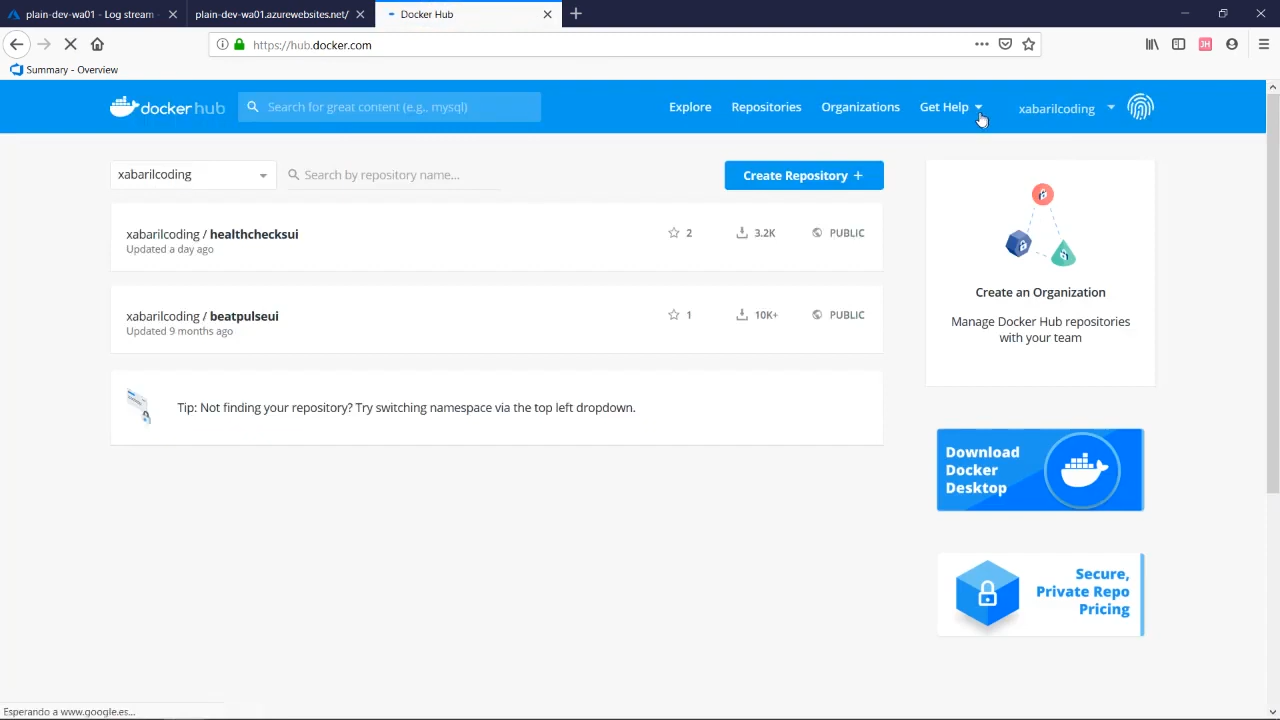 plain-dev-wa01 - Log stream
plain-dev-wa01.azurewebsites.net/
Docker Hub
https://hub.docker.com
JH
Summary - Overview
docker hub
Search for great content (e.g., mysql)
Explore
Repositories
Organizations
Get Help
xabarilcoding
xabarilcoding
Search by repository name...
Create Repository +
xabarilcoding / healthchecksui
Updated a day ago
2
3.2K
PUBLIC
xabarilcoding / beatpulseui
Updated 9 months ago
1
10K+
PUBLIC
Tip: Not finding your repository? Try switching namespace via the top left dropdown.
Create an Organization
Manage Docker Hub repositories
with your team
Download
Docker
Desktop
Secure,
Private Repo
Pricing
Esperando a www.google.es...